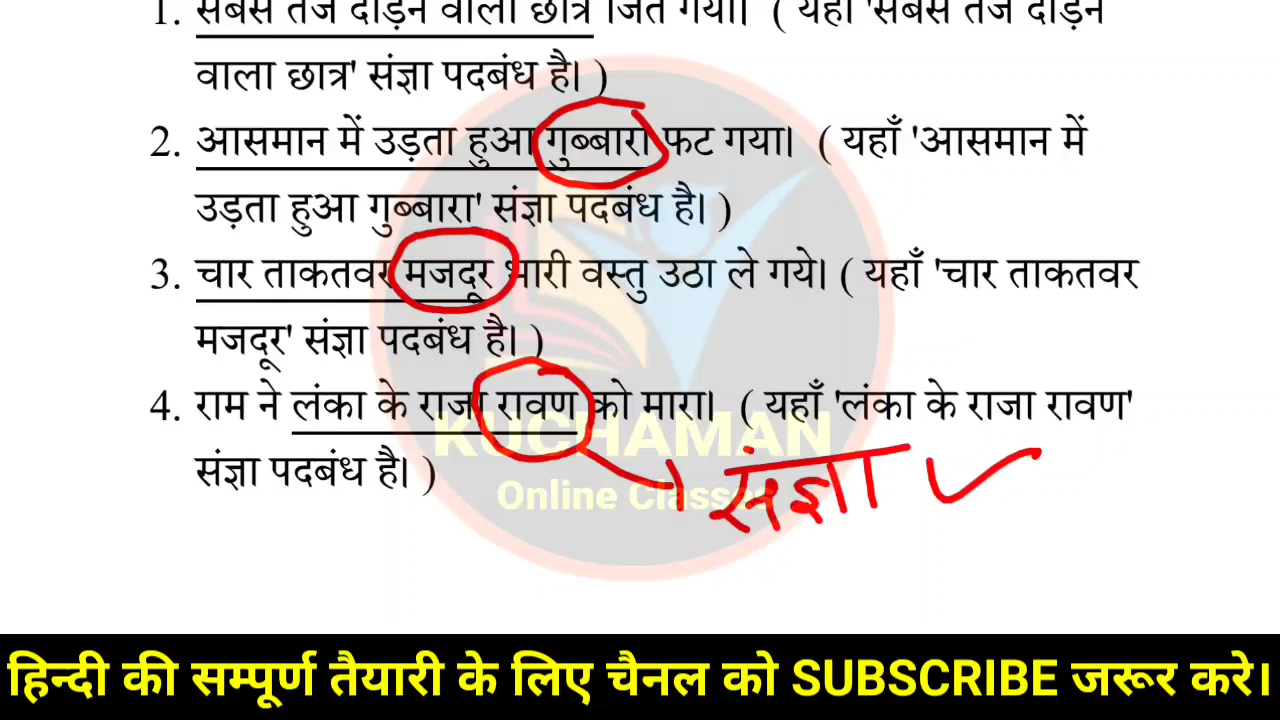 1. सबसे तेज दौड़ने वाला छात्र जित गया। ( यहाँ 'सबसे तेज दौड़ने
वाला छात्र' संज्ञा पदबंध है। )
2. आसमान में उड़ता हुआ गुब्बारा फट गया। ( यहाँ 'आसमान में
उड़ता हुआ गुब्बारा' संज्ञा पदबंध है। )
3. चार ताकतवर मजदूर भारी वस्तु उठा ले गये। ( यहाँ 'चार ताकतवर
मजदूर' संज्ञा पदबंध है। )
4. राम ने लंका के राजा रावण को मारा। ( यहाँ 'लंका के राजा रावण'
KUCHAMAN
संज्ञा पदबंध है। )
Online Classes
संज्ञा
हिन्दी की सम्पूर्ण तैयारी के लिए चैनल को SUBSCRIBE जरूर करे।